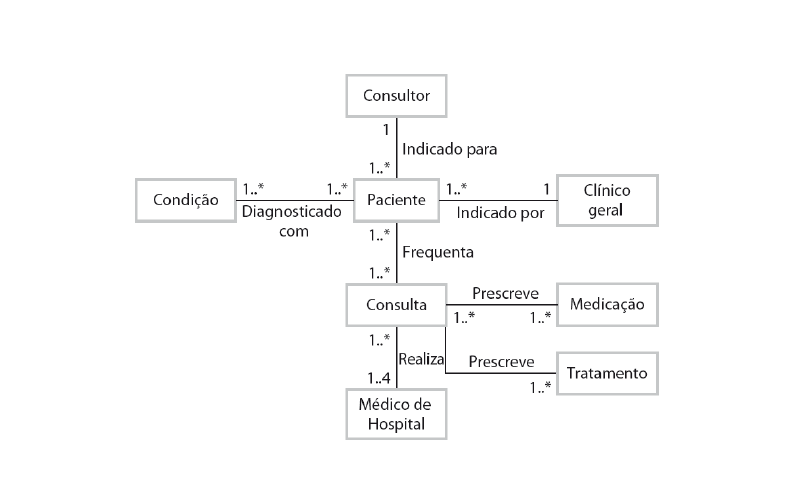 Consultor
1
Indicado para
1..*
Condição
1..*
1..*
Paciente
1..*
1
Clínico
geral
Diagnosticado
com
Indicado por
1..*
Frequenta
1..*
Consulta
Prescreve
Medicação
1..*
1..*
1..*
Realiza
Prescreve
Tratamento
1..*
1..4
Médico de
Hospital